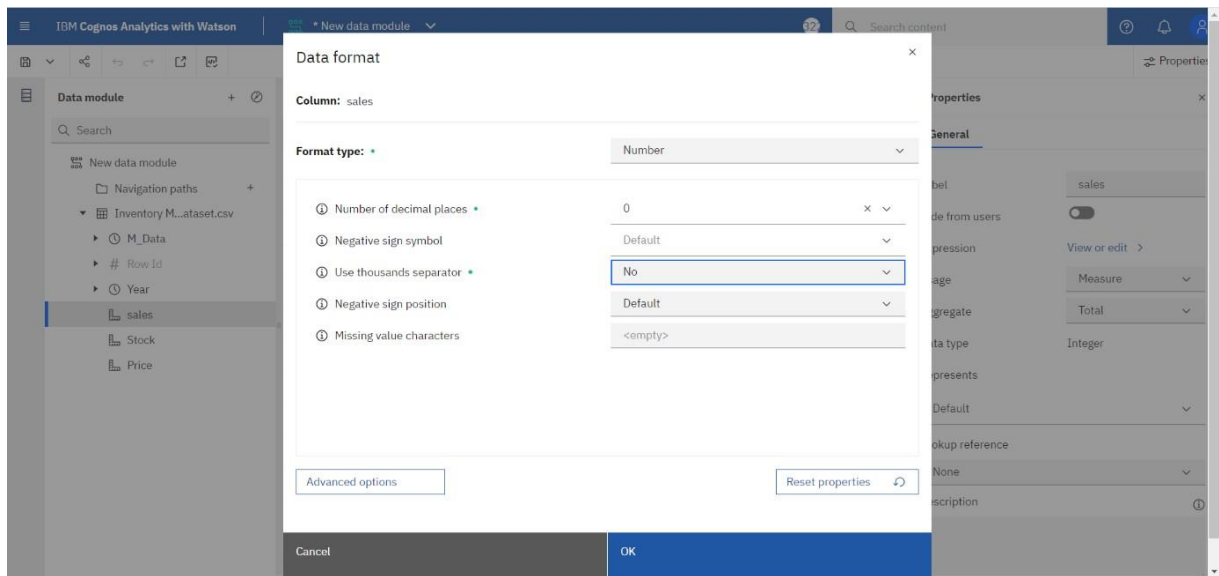 IBM Cognos Analytics with Watson
* New data module
32
Search content
Properties
Data module
Search
New data module
Navigation paths
Inventory M...ataset.csv
M_Data
# Row Id
Year
sales
Stock
Price
Data format
Column: sales
Format type:
Number
Number of decimal places
0
Negative sign symbol
Default
Use thousands separator
No
Negative sign position
Default
Missing value characters
<empty>
Advanced options
Reset properties
Cancel
OK
Properties
General
bel
sales
de from users
pression
View or edit
age
Measure
gregate
Total
ta type
Integer
presents
Default
okup reference
None
scription